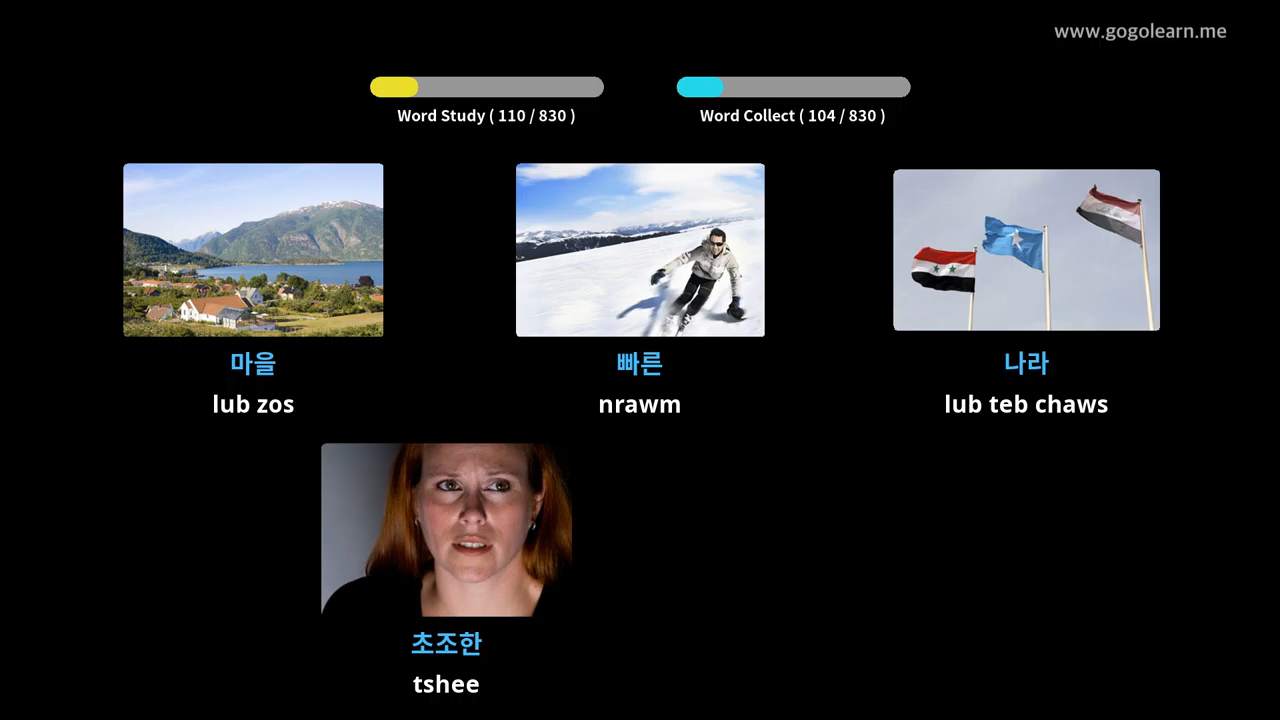 www.gogolearn.me
Word Study ( 110 / 830 )
Word Collect ( 104 / 830 )
마을
lub zos
빠른
nrawm
나라
lub teb chaws
초조한
tshee